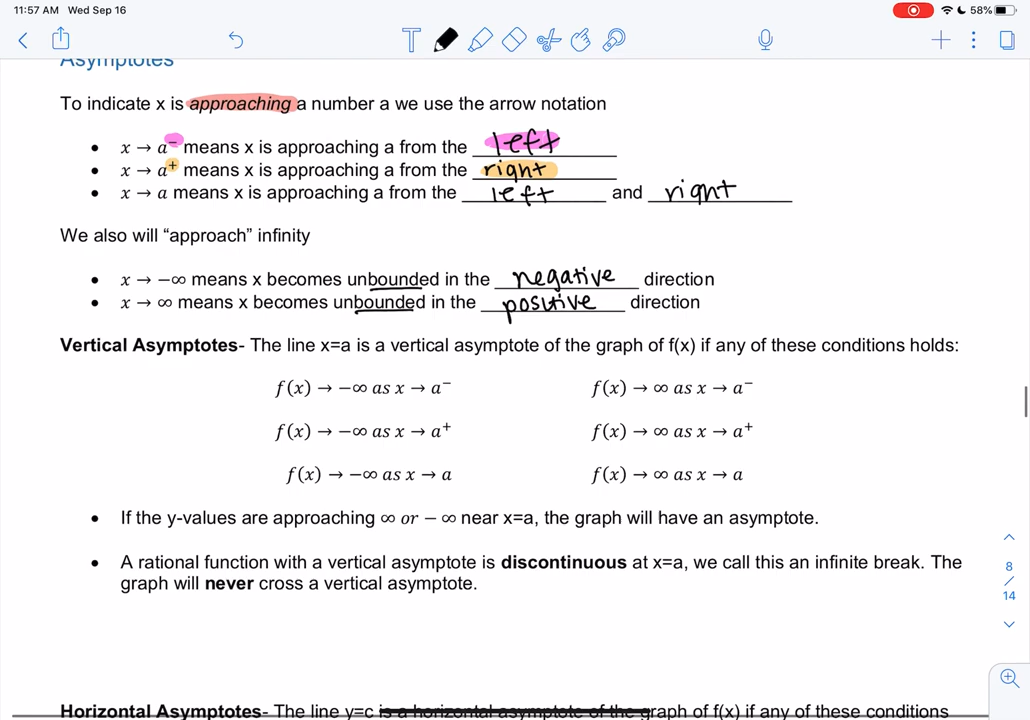 11:57 AM Wed Sep 16
58%
Asymptotes
To indicate x is approaching a number a we use the arrow notation
• x → a⁻ means x is approaching a from the left
• x → a⁺ means x is approaching a from the right
• x → a means x is approaching a from the left and right
We also will “approach” infinity
• x → −∞ means x becomes unbounded in the negative direction
• x → ∞ means x becomes unbounded in the positive direction
Vertical Asymptotes- The line x=a is a vertical asymptote of the graph of f(x) if any of these conditions holds:
f(x) → −∞ as x → a⁻ f(x) → ∞ as x → a⁻
f(x) → −∞ as x → a⁺ f(x) → ∞ as x → a⁺
f(x) → −∞ as x → a f(x) → ∞ as x → a
• If the y-values are approaching ∞ or − ∞ near x=a, the graph will have an asymptote.
• A rational function with a vertical asymptote is discontinuous at x=a, we call this an infinite break. The
graph will never cross a vertical asymptote.
8
/
14
Horizontal Asymptotes- The line y=c is a horizontal asymptote of the graph of f(x) if any of these conditions